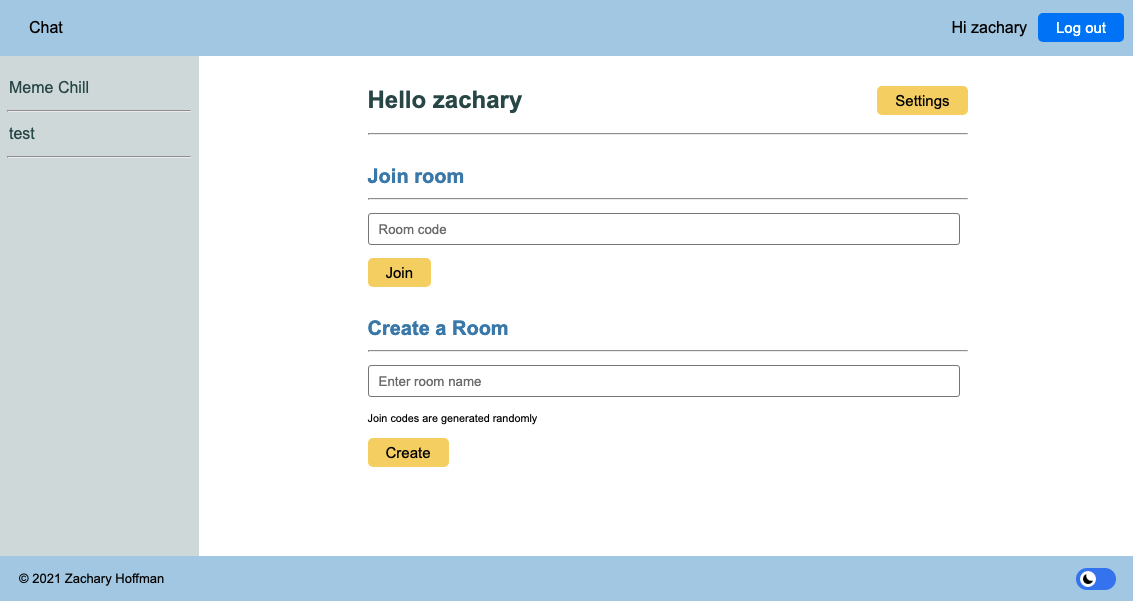 Chat
Hi zachary
Log out
Meme Chill
test
Hello zachary
Settings
Join room
Room code
Join
Create a Room
Enter room name
Join codes are generated randomly
Create
© 2021 Zachary Hoffman